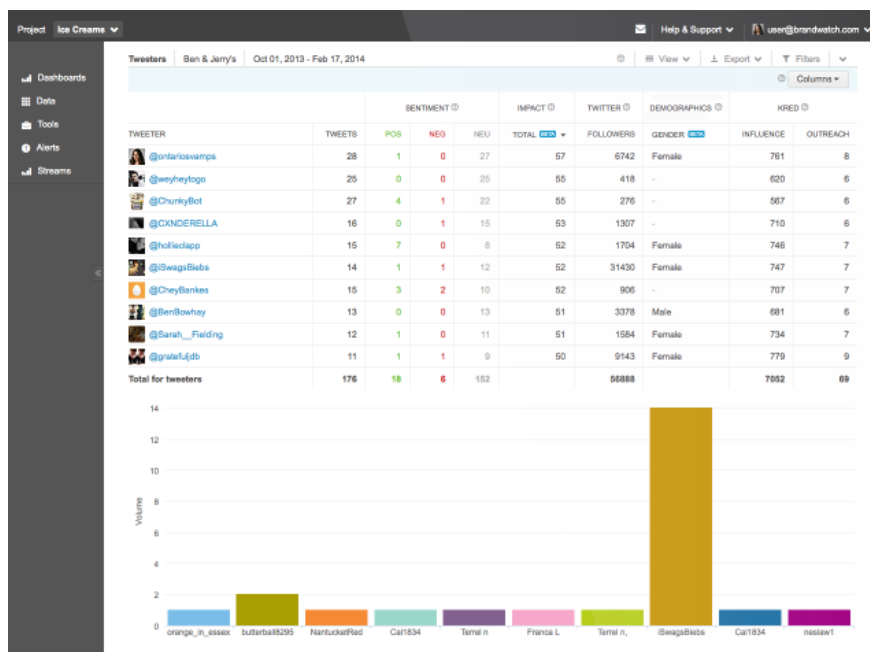 Project Ice Creams
Help & Support user@brandwatch.com
Tweeters Ben & Jerry's Oct 01, 2013 - Feb 17, 2014 View Export Filters
Columns
Dashboards
Data
Tools
Alerts
Streams
SENTIMENT IMPACT TWITTER DEMOGRAPHICS KRED
TWEETER TWEETS POS NEG NEU TOTAL BETA FOLLOWERS GENDER BETA INFLUENCE OUTREACH
@ontariosvamps 28 1 0 27 57 6742 Female 761 8
@weyheytogo 25 0 0 25 55 418 - 620 6
@ChunkyBot 27 4 1 22 55 276 - 567 6
@CXNDERELLA 16 0 1 15 53 1307 - 710 6
@hollieclapp 15 7 0 8 52 1704 Female 746 7
@iSwagsBiebs 14 1 1 12 52 31430 Female 747 7
@CheyBankes 15 3 2 10 52 906 - 707 7
@BenBowhay 13 0 0 13 51 3378 Male 681 6
@Sarah__Fielding 12 1 0 11 51 1584 Female 734 7
@gratefuljdb 11 1 1 9 50 9143 Female 779 9
Total for tweeters 176 18 6 152 56888 7052 69
Volume
14
12
10
8
6
4
2
0
orange_in_essex butterball8295 NantucketRed Cal1834 Terrel n Franca L Terrel n, iSwagsBiebs Cal1834 neslaw1